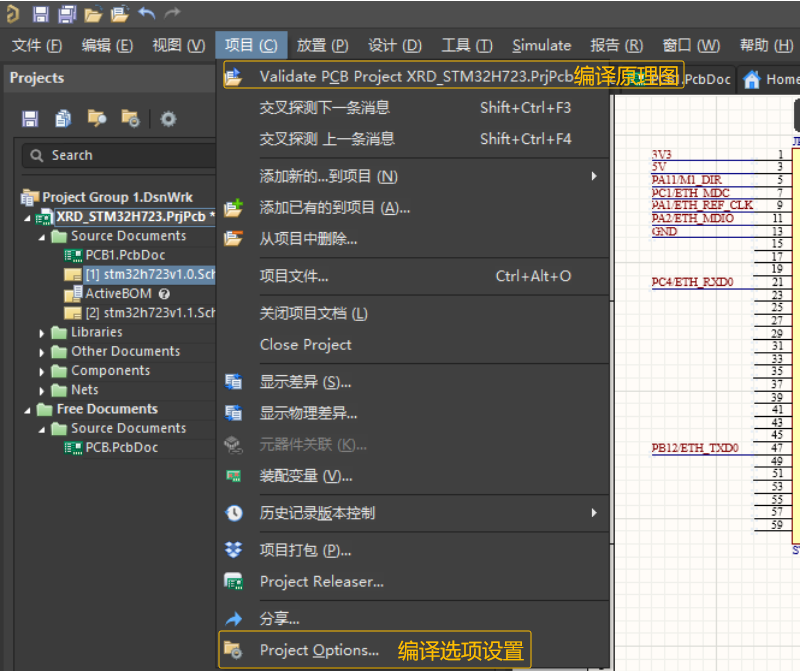 文件 (F) 编辑 (E) 视图 (V) 项目 (C) 放置 (P) 设计 (D) 工具 (T) Simulate 报告 (R) 窗口 (W) 帮助 (H)
Projects
Search
Project Group 1.DsnWrk
XRD_STM32H723.PrjPcb *
Source Documents
PCB1.PcbDoc
[1] stm32h723v1.0.Sch
ActiveBOM
[2] stm32h723v1.1.Sch
Libraries
Other Documents
Components
Nets
Free Documents
Source Documents
PCB.PcbDoc
Validate PCB Project XRD_STM32H723.PrjPcb
编译原理图
交叉探测下一条消息 Shift+Ctrl+F3
交叉探测 上一条消息 Shift+Ctrl+F4
添加新的...到项目 (N)
添加已有的到项目 (A)...
从项目中删除...
项目文件... Ctrl+Alt+O
关闭项目文档 (L)
Close Project
显示差异 (S)...
显示物理差异...
元器件关联 (K)...
装配变量 (V)...
历史记录版本控制
项目打包 (P)...
Project Releaser...
分享...
Project Options... 编译选项设置
.PcbDoc Home
3V3 1
5V 3
PA11/M1_DIR 5
PC1/ETH_MDC 7
PA1/ETH_REF_CLK 9
PA2/ETH_MDIO 11
GND 13
15
17
19
PC4/ETH_RXD0 21
23
25
27
29
31
33
35
37
39
41
43
45
PB12/ETH_TXD0 47
49
51
53
55
57
59